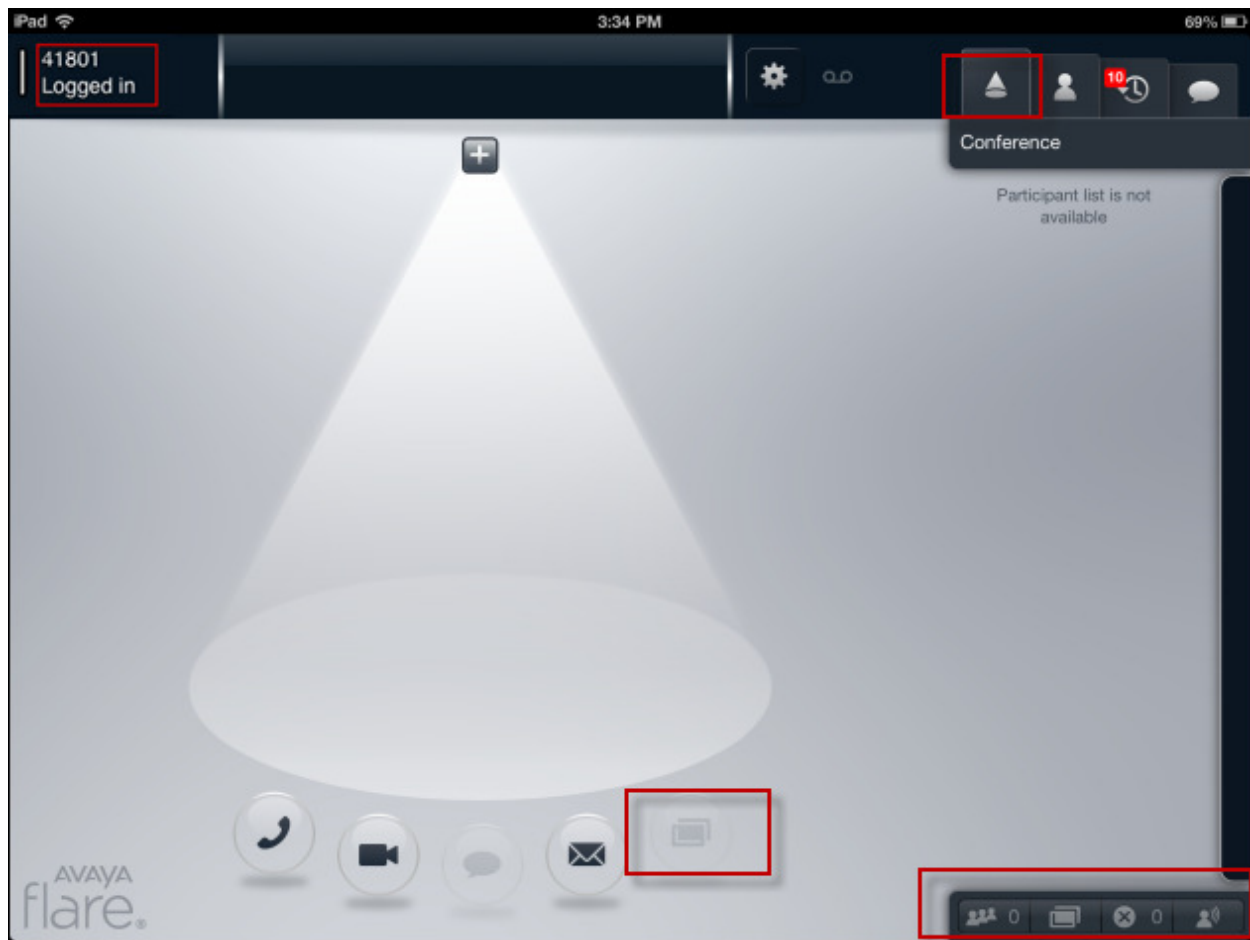 iPad 3:34 PM 69%
41801
Logged in
10
Conference
Participant list is not
available
AVAYA
flare®
0 0